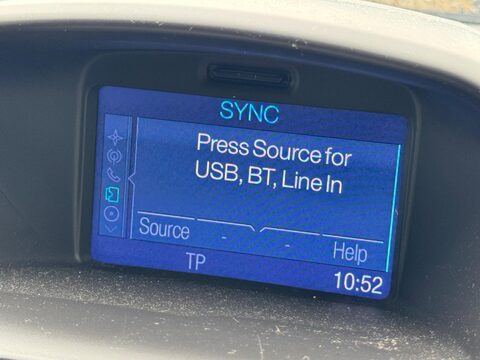 SYNC
Press Source for
USB, BT, Line In
Source - - Help
TP
10:52